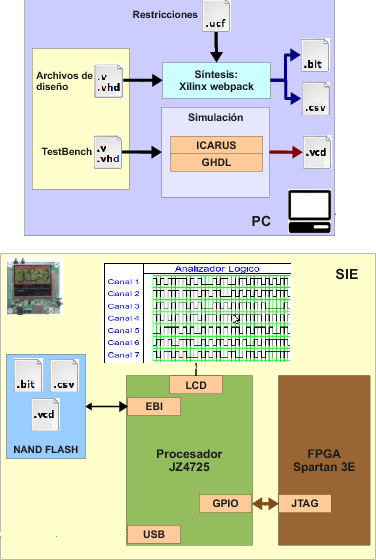 Restricciones
.ucf
Archivos de
diseño
.v
.vhd
Síntesis:
Xilinx webpack
.bit
.csv
Simulación
TestBench
.v
.vhd
ICARUS
GHDL
.vcd
PC
SIE
Analizador Lógico
Canal 1
Canal 2
Canal 3
Canal 4
Canal 5
Canal 6
Canal 7
.bit
.csv
.vcd
NAND FLASH
LCD
EBI
Procesador
JZ4725
FPGA
Spartan 3E
GPIO
JTAG
USB